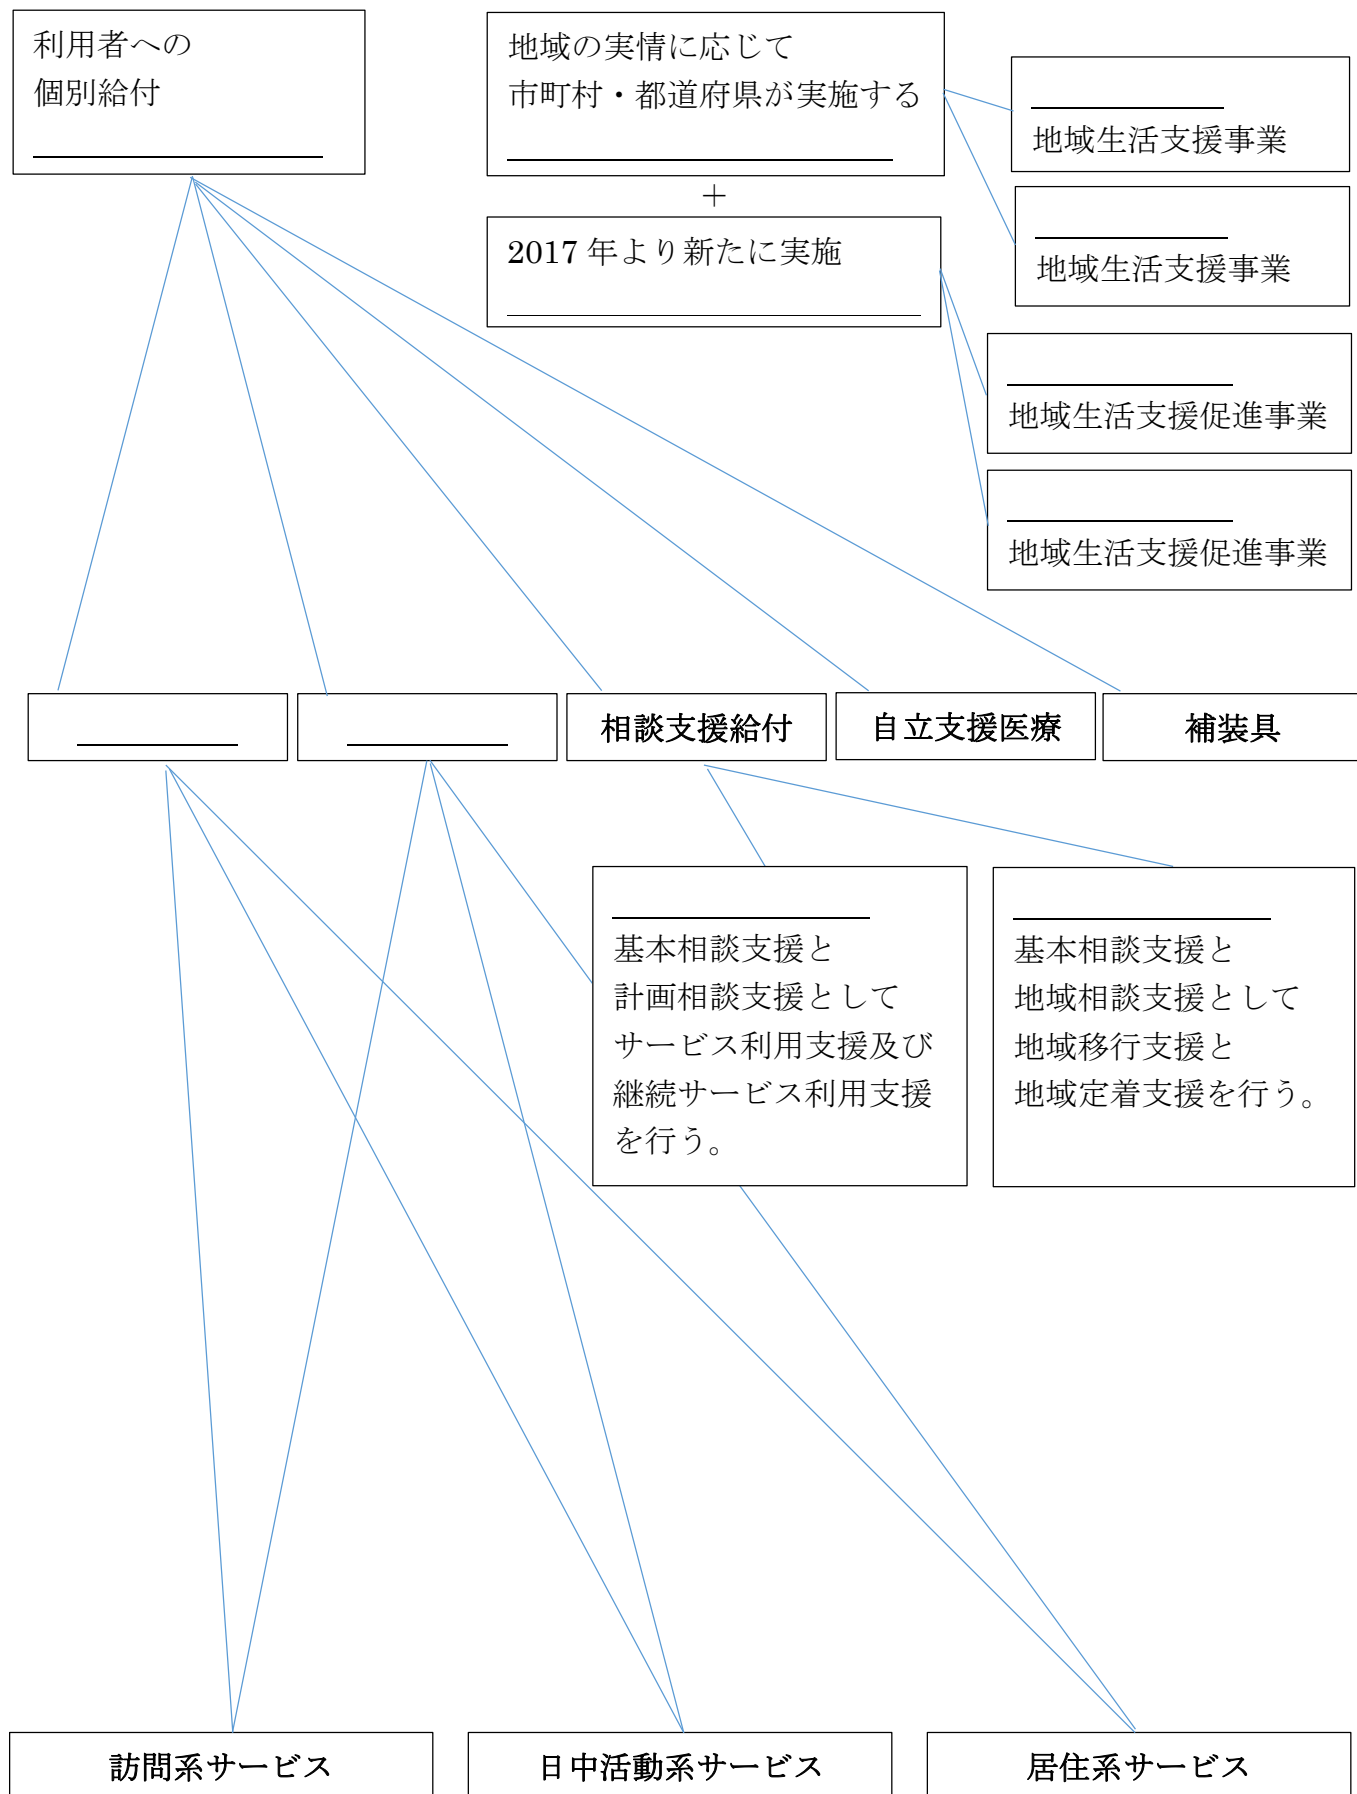 利用者への
個別給付
地域の実情に応じて
市町村・都道府県が実施する
地域生活支援事業
地域生活支援事業
＋
2017 年より新たに実施
地域生活支援促進事業
地域生活支援促進事業
相談支援給付
自立支援医療
補装具
基本相談支援と
計画相談支援として
サービス利用支援及び
継続サービス利用支援
を行う。
基本相談支援と
地域相談支援として
地域移行支援と
地域定着支援を行う。
訪問系サービス
日中活動系サービス
居住系サービス